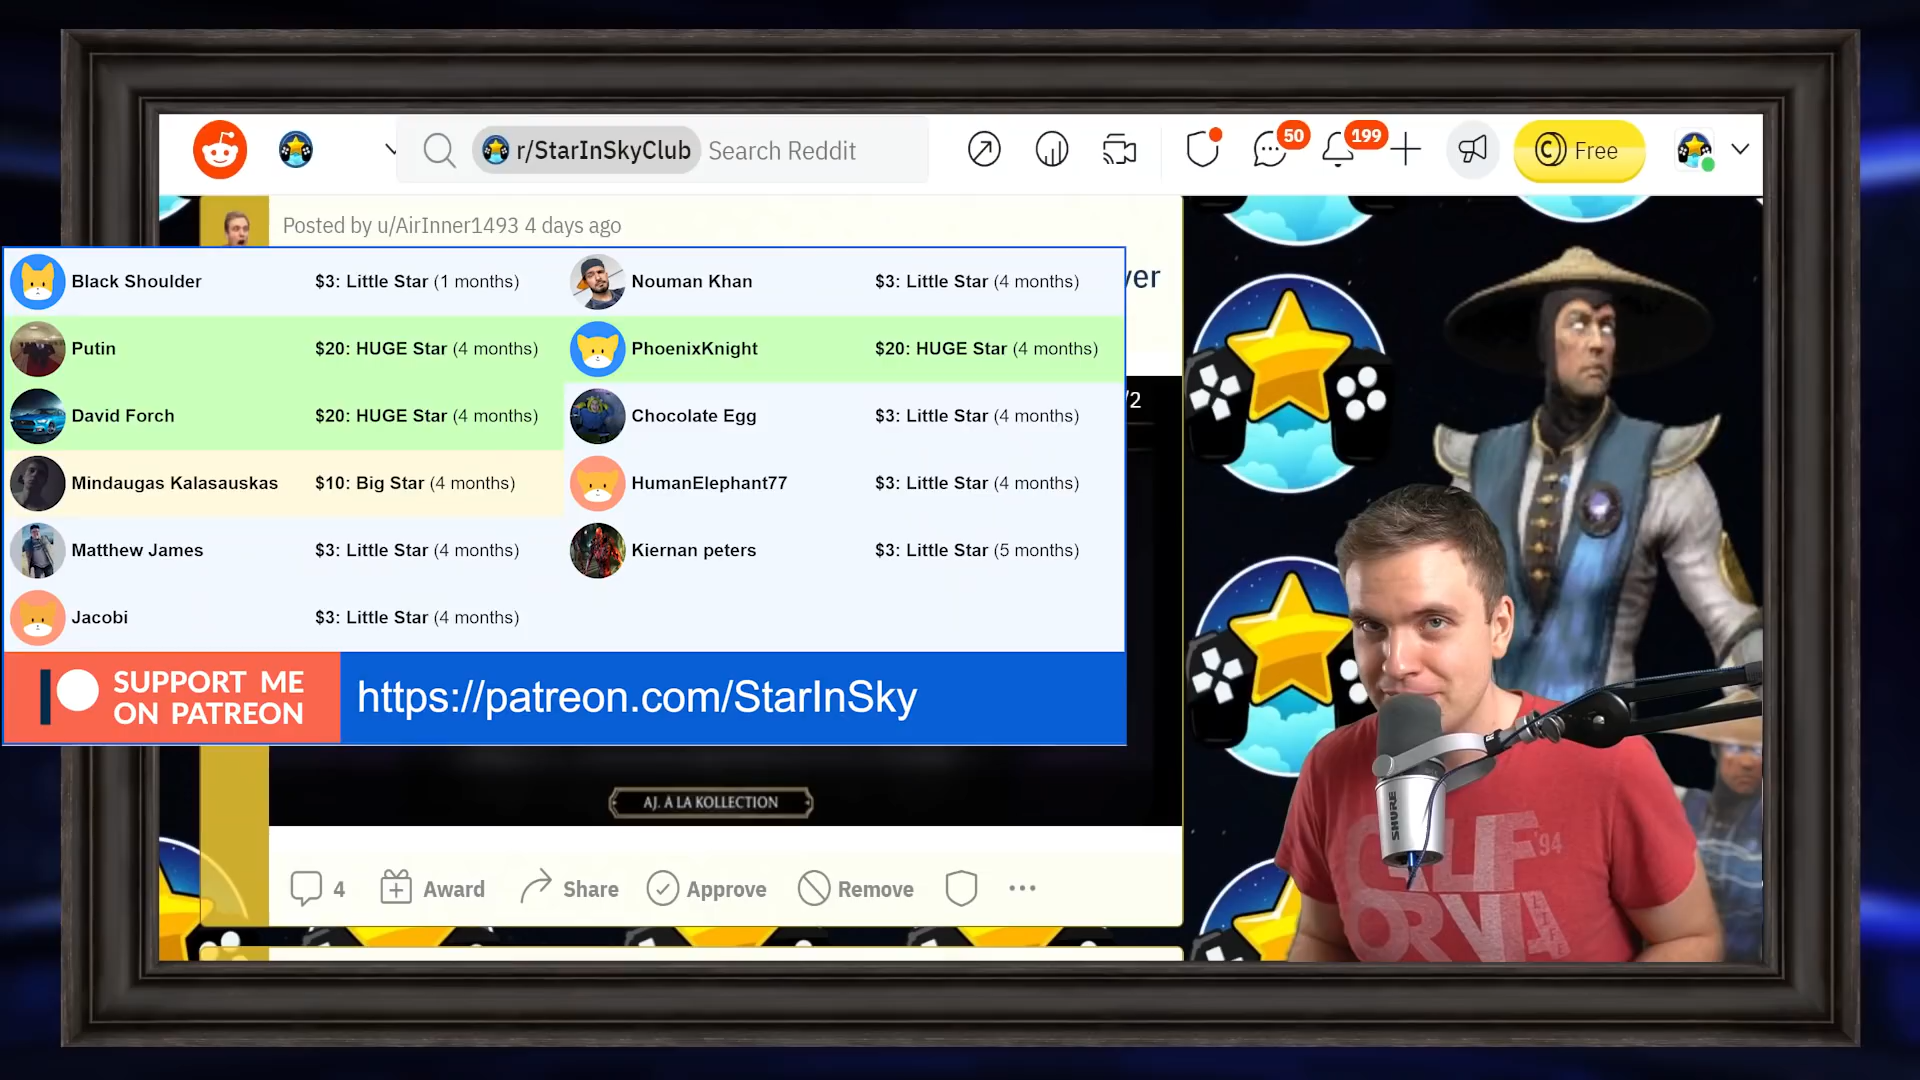 r/StarInSkyClub Search Reddit
50
199
Free
Posted by u/AirInner1493 4 days ago
Black Shoulder $3: Little Star (1 months)
Nouman Khan $3: Little Star (4 months)
Putin $20: HUGE Star (4 months)
PhoenixKnight $20: HUGE Star (4 months)
David Forch $20: HUGE Star (4 months)
Chocolate Egg $3: Little Star (4 months)
/2
Mindaugas Kalasauskas $10: Big Star (4 months)
HumanElephant77 $3: Little Star (4 months)
Matthew James $3: Little Star (4 months)
Kiernan peters $3: Little Star (5 months)
Jacobi $3: Little Star (4 months)
SUPPORT ME
ON PATREON
https://patreon.com/StarInSky
AJ. A LA KOLLECTION
SHURE
'94
4 Award Share Approve Remove